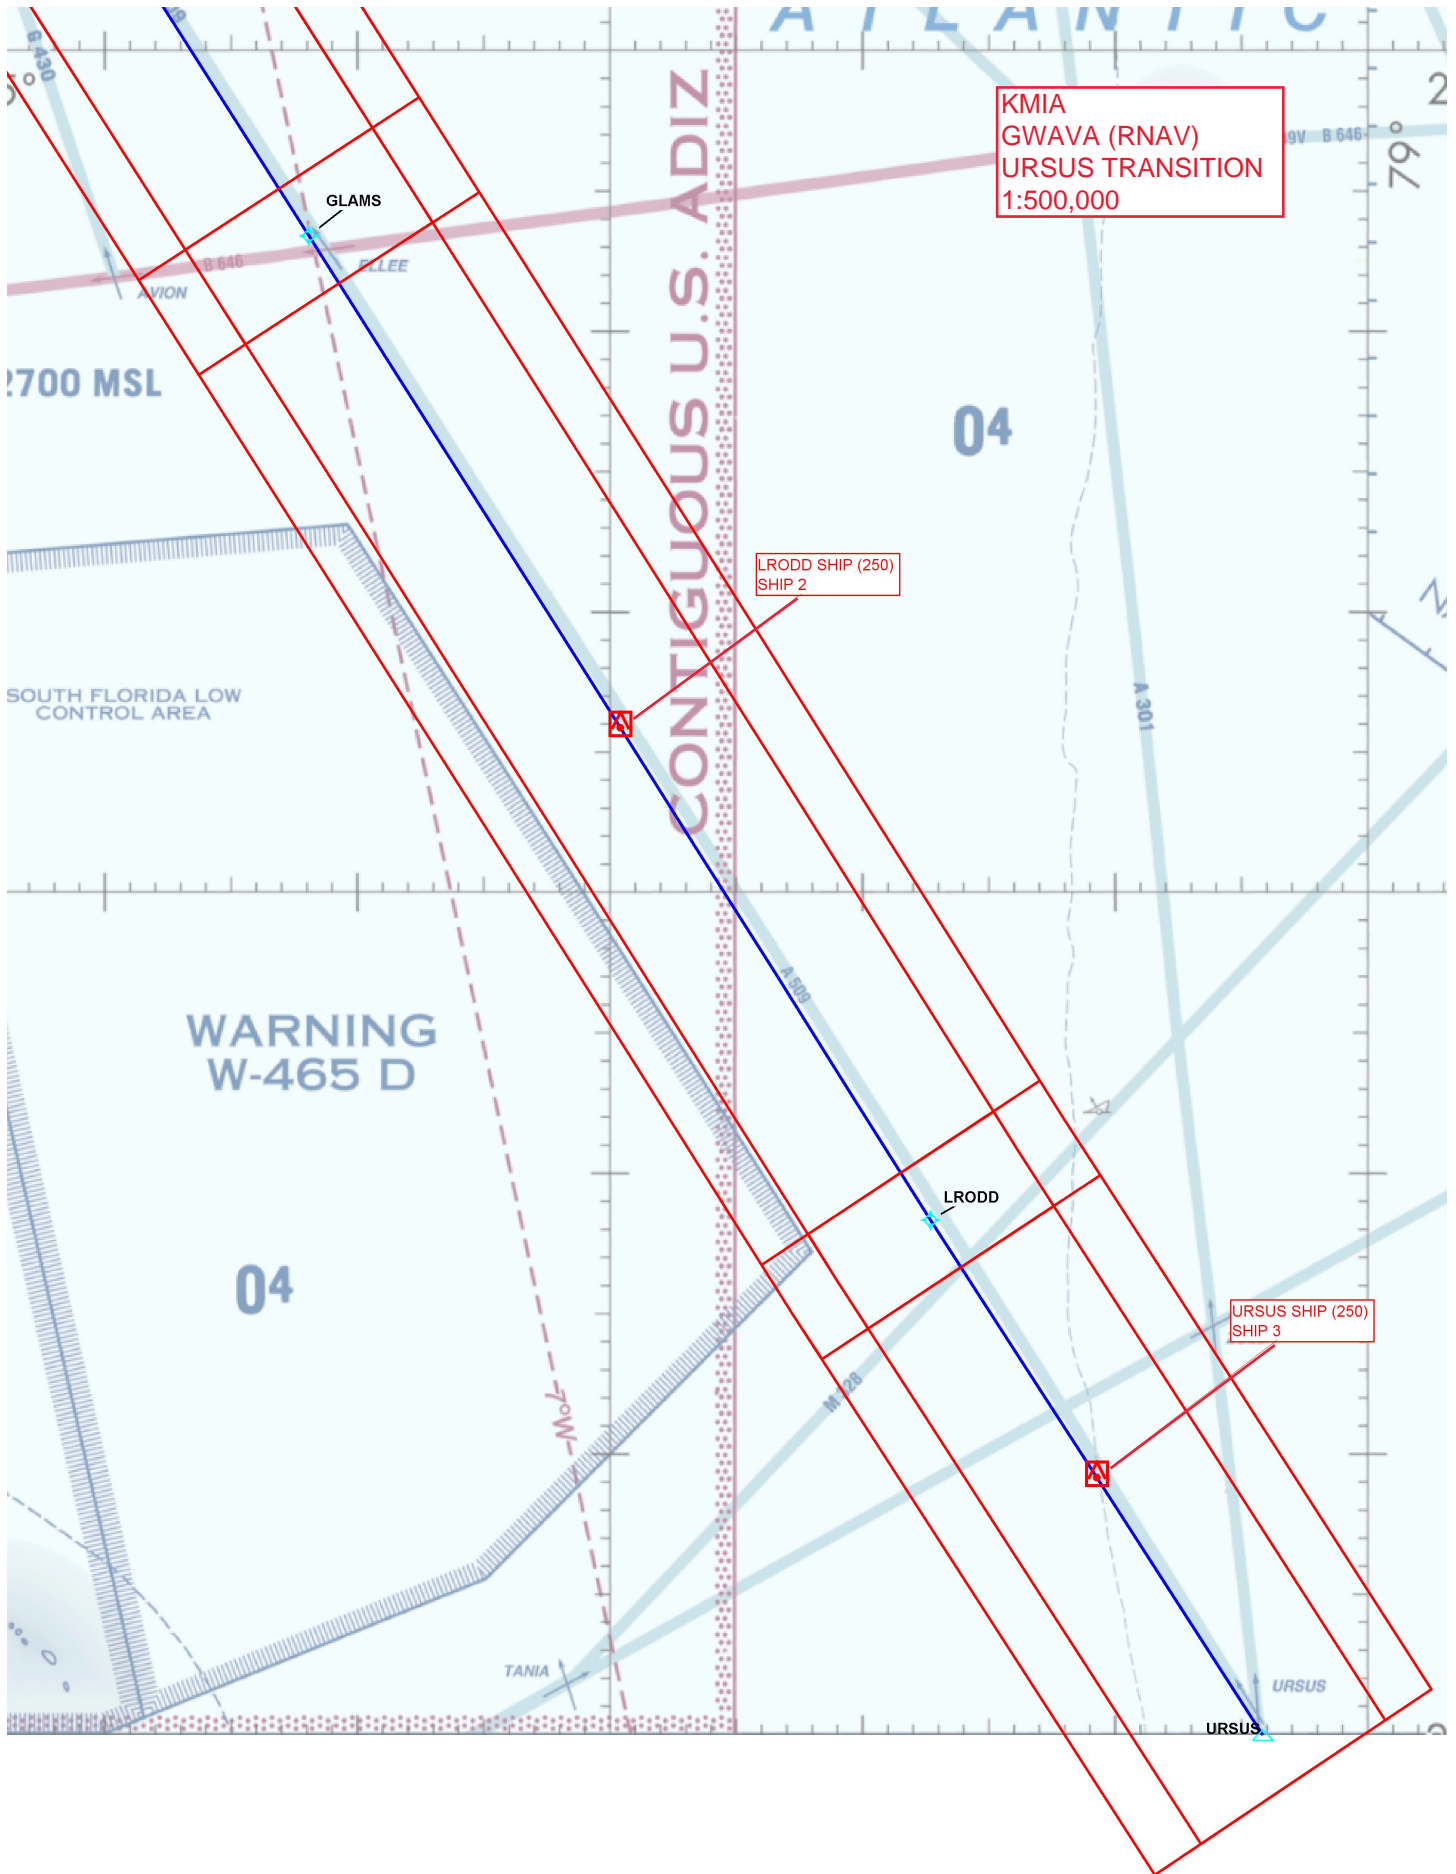 ATLANTIC
G 430
KMIA
GWAVA (RNAV)
URSUS TRANSITION
1:500,000
B 646
79°
GLAMS
B 646
ELLEE
AVION
CONTIGUOUS U.S. ADIZ
2700 MSL
04
LRODD SHIP (250)
SHIP 2
SOUTH FLORIDA LOW
CONTROL AREA
A 301
A 509
WARNING
W-465 D
LRODD
04
URSUS SHIP (250)
SHIP 3
M 328
7°W
TANIA
URSUS
URSUS